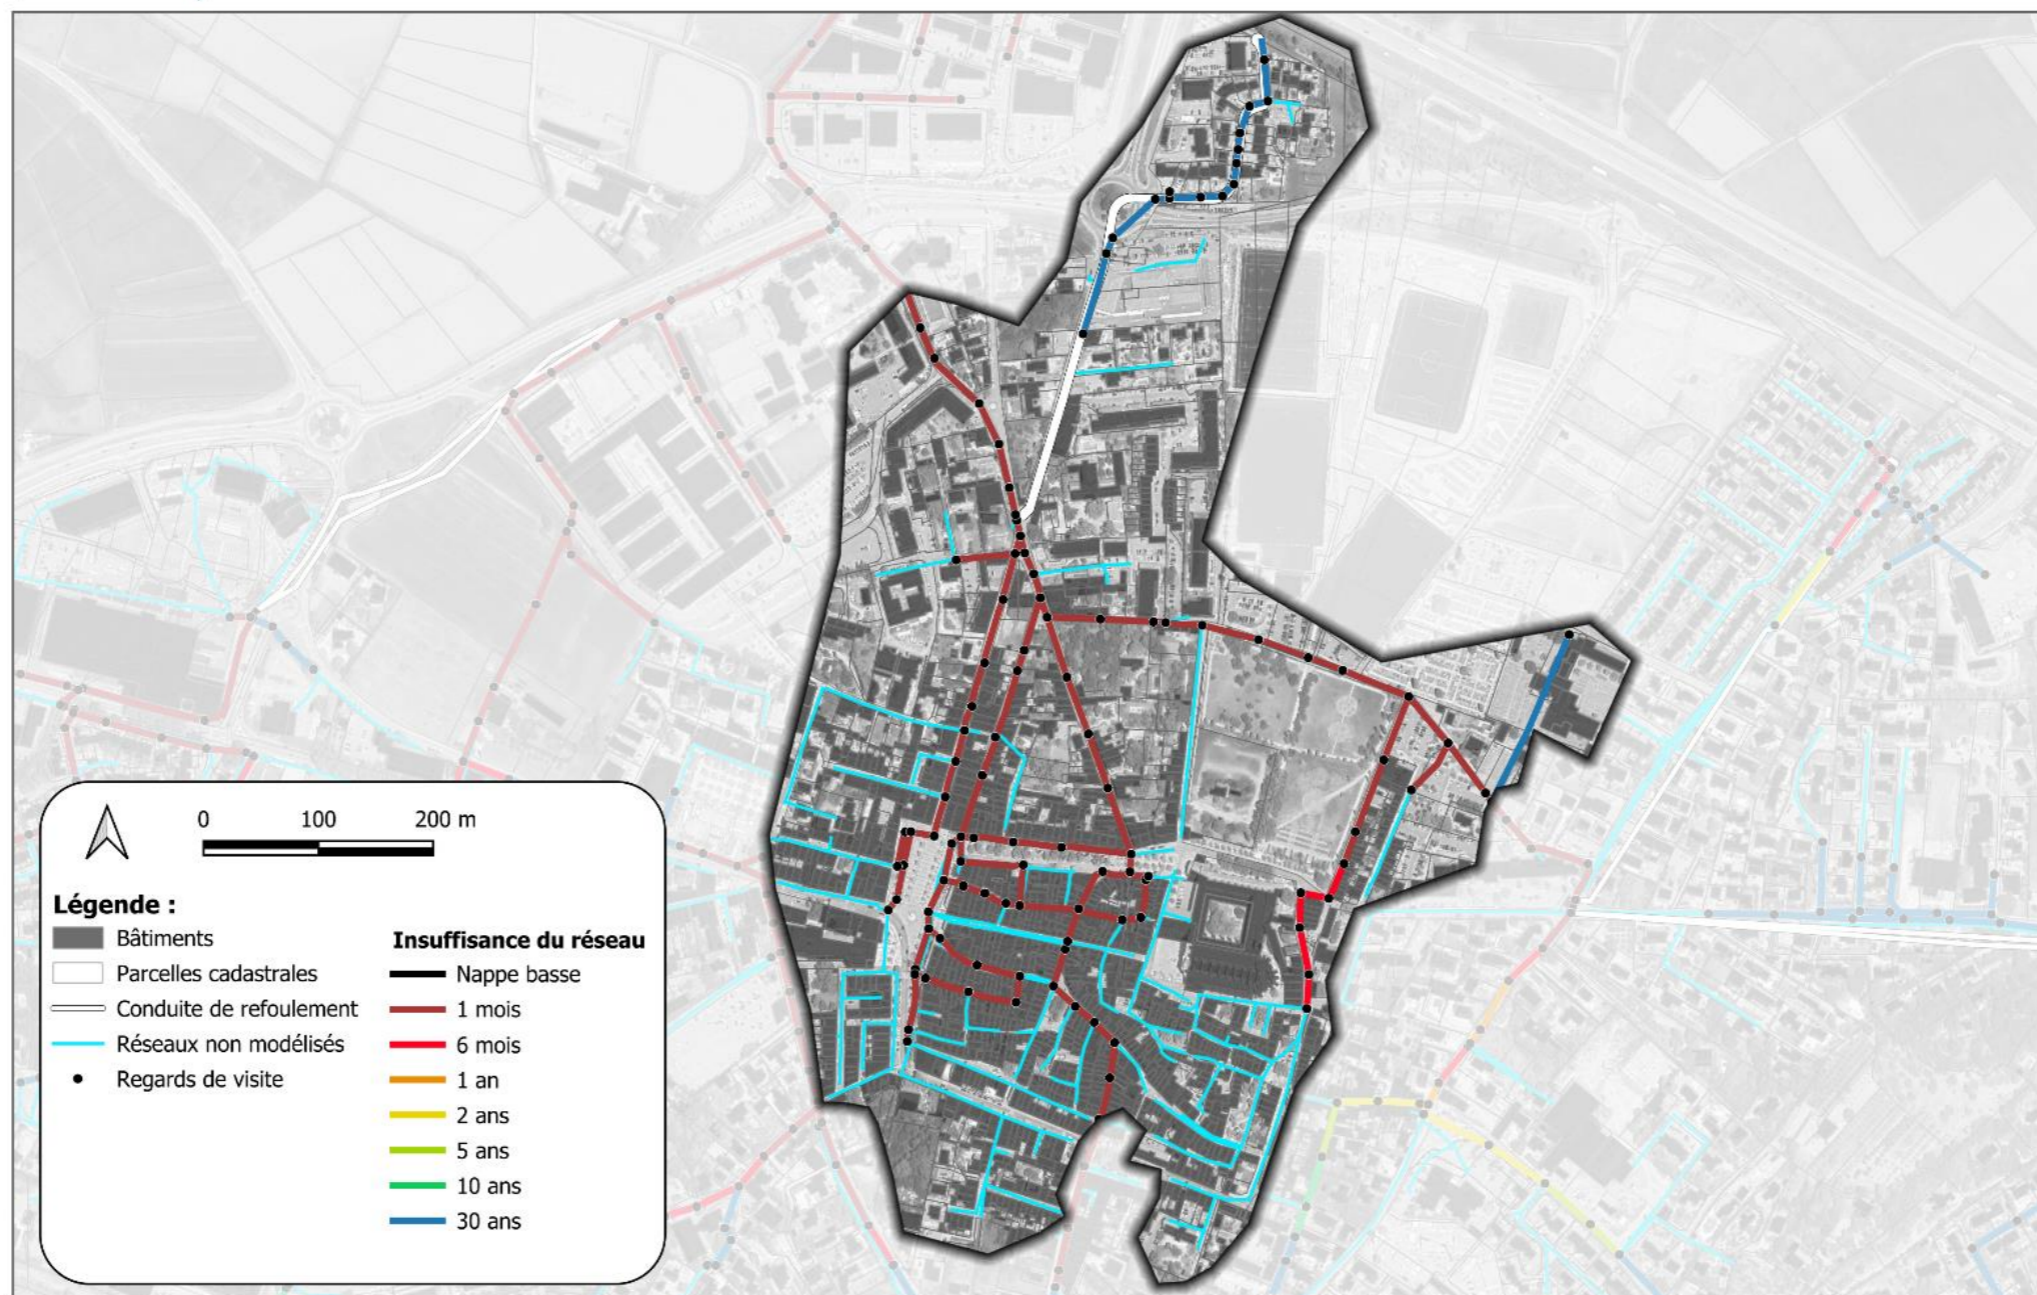 0 100 200 m
Légende :
Bâtiments
Parcelles cadastrales
Conduite de refoulement
Réseaux non modélisés
Regards de visite
Insuffisance du réseau
Nappe basse
1 mois
6 mois
1 an
2 ans
5 ans
10 ans
30 ans